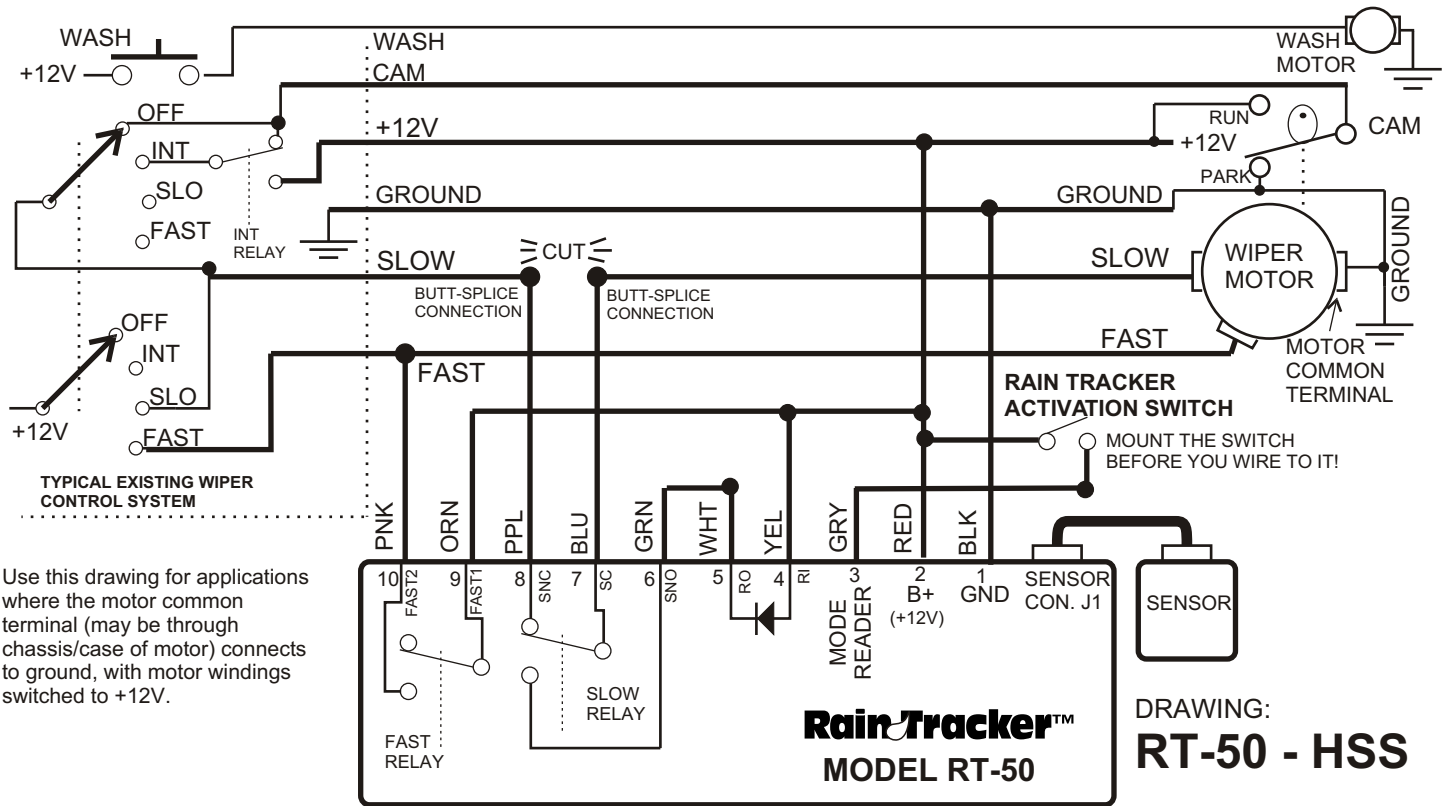 WASH
+12V
WASH
CAM
WASH
MOTOR
OFF
INT
SLO
FAST
INT
RELAY
+12V
RUN
+12V
CAM
PARK
GROUND
GROUND
GROUND
SLOW
CUT
SLOW
WIPER
MOTOR
BUTT-SPLICE
CONNECTION
BUTT-SPLICE
CONNECTION
OFF
INT
SLO
FAST
+12V
FAST
FAST
MOTOR
COMMON
TERMINAL
RAIN TRACKER
ACTIVATION SWITCH
MOUNT THE SWITCH
BEFORE YOU WIRE TO IT!
TYPICAL EXISTING WIPER
CONTROL SYSTEM
PNK
ORN
PPL
BLU
GRN
WHT
YEL
GRY
RED
BLK
Use this drawing for applications
where the motor common
terminal (may be through
chassis/case of motor) connects
to ground, with motor windings
switched to +12V.
10 FAST2
9 FAST1
8 SNC
7 SC
6 SNO
5 RO
4 RI
3 MODE
READER
2
B+
(+12V)
1
GND
SENSOR
CON. J1
SENSOR
FAST
RELAY
SLOW
RELAY
RainTracker™
MODEL RT-50
DRAWING:
RT-50 - HSS